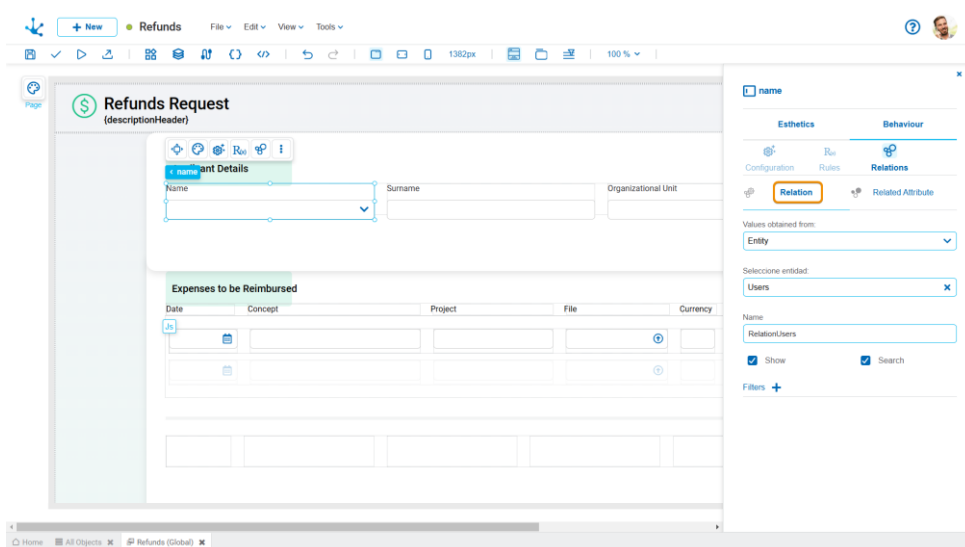 + New
Refunds
File
Edit
View
Tools
?
1382px
100 %
Page
Refunds Request
{descriptionHeader}
name
ant Details
Name
Surname
Organizational Unit
Expenses to be Reimbursed
Date
Concept
Project
File
Currency
Js
name
Esthetics
Behaviour
Configuration
Rules
Relations
Relation
Related Attribute
Values obtained from:
Entity
Seleccione entidad:
Users
Name
RelationUsers
Show
Search
Filters +
Home
All Objects
Refunds (Global)